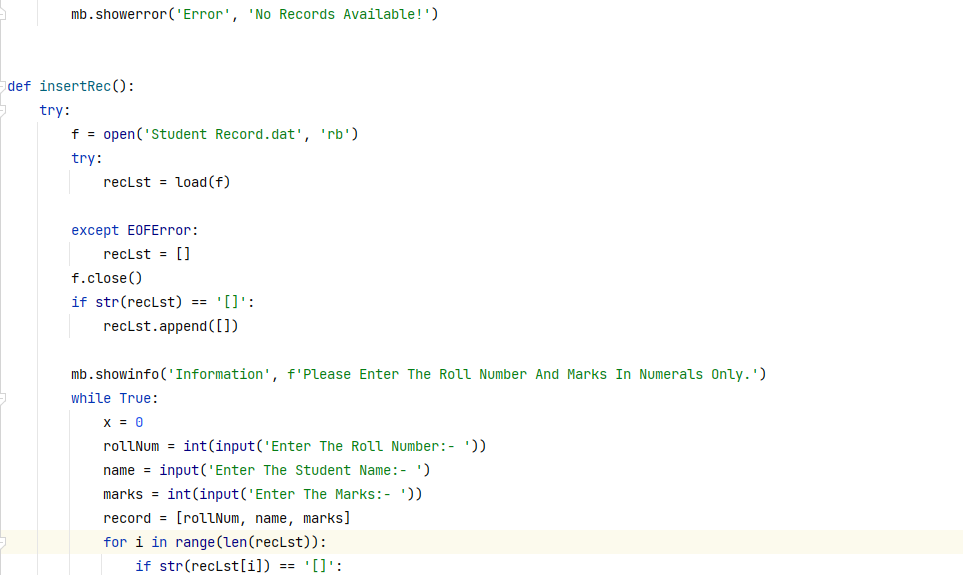 mb.showerror('Error', 'No Records Available!')
def insertRec():
    try:
        f = open('Student Record.dat', 'rb')
        try:
            recLst = load(f)
        except EOFError:
            recLst = []
        f.close()
        if str(recLst) == '[]':
            recLst.append([])
        mb.showinfo('Information', f'Please Enter The Roll Number And Marks In Numerals Only.')
        while True:
            x = 0
            rollNum = int(input('Enter The Roll Number:- '))
            name = input('Enter The Student Name:- ')
            marks = int(input('Enter The Marks:- '))
            record = [rollNum, name, marks]
            for i in range(len(recLst)):
                if str(recLst[i]) == '[]':